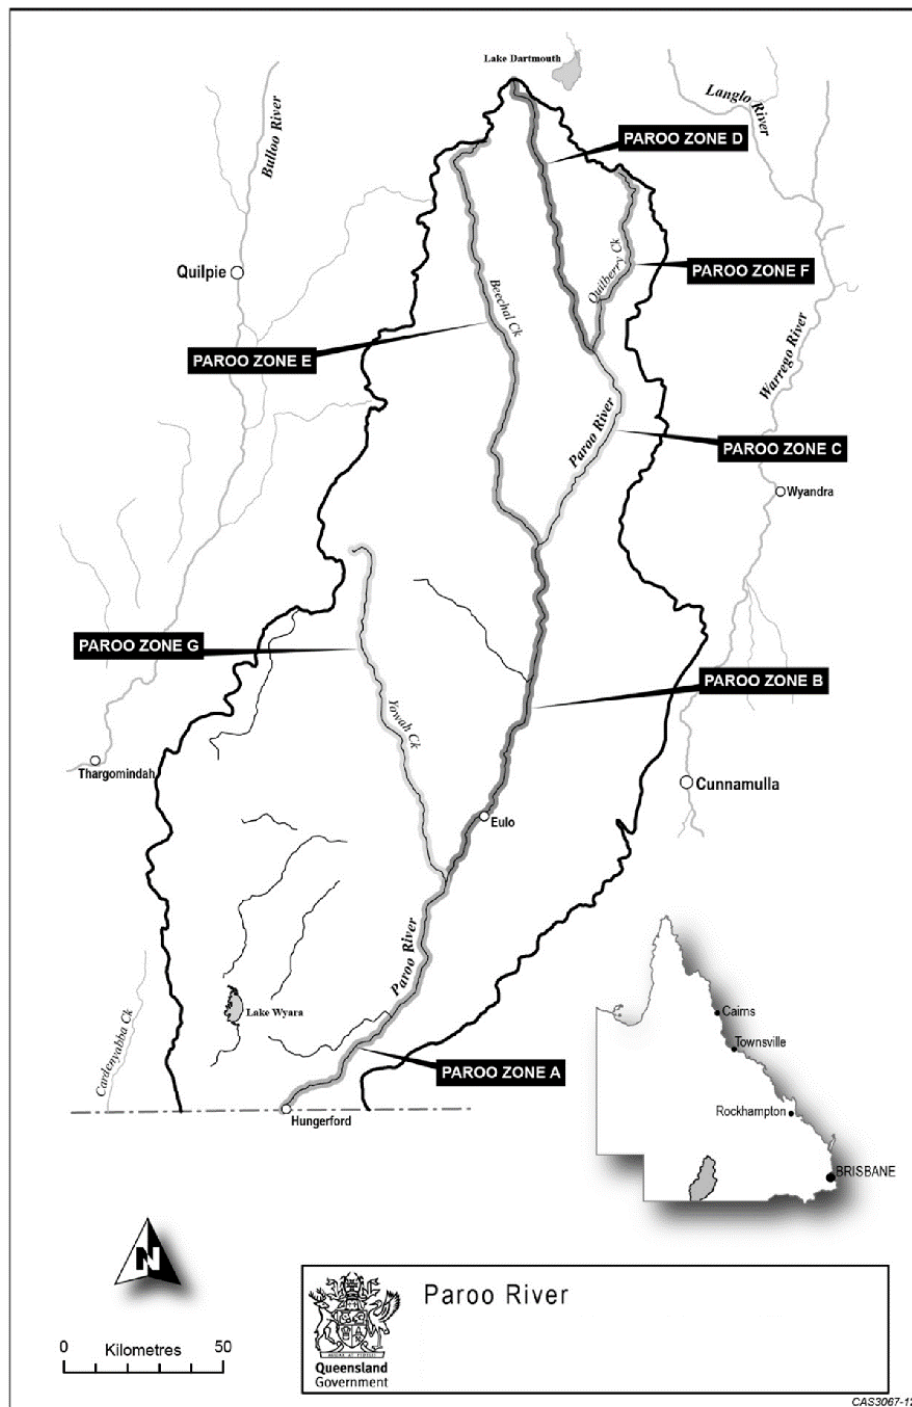 Lake Dartmouth
Langlo River
Bulloo River
PAROO ZONE D
Quilpie
Quilberry Ck
PAROO ZONE F
Beechal Ck
PAROO ZONE E
Warrego River
Paroo River
PAROO ZONE C
Wyandra
PAROO ZONE G
PAROO ZONE B
Yowah Ck
Thargomindah
Cunnamulla
Eulo
Paroo River
Lake Wyara
Cardenyabba Ck
PAROO ZONE A
Hungerford
Cairns
Townsville
Rockhampton
BRISBANE
N
0 Kilometres 50
Paroo River
Queensland
Government